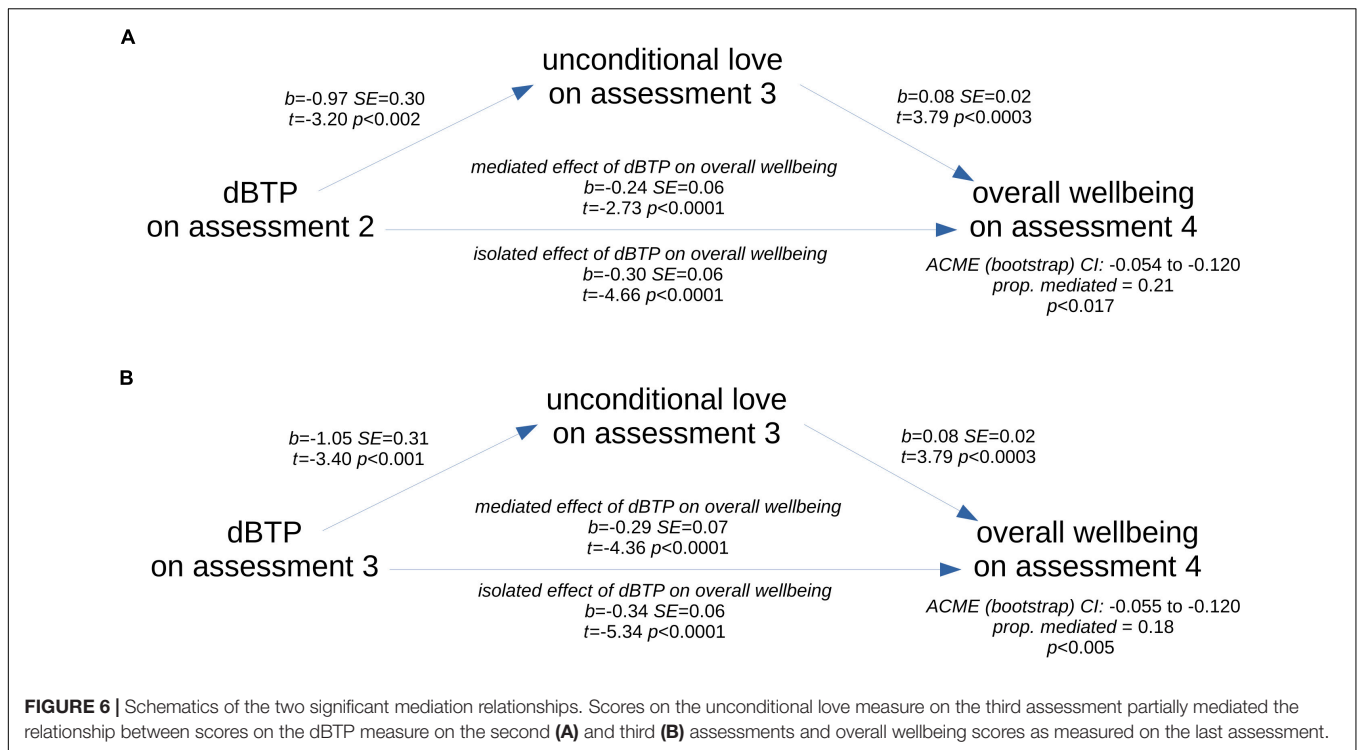 A
unconditional love
on assessment 3
b=-0.97 SE=0.30
t=-3.20 p<0.002
b=0.08 SE=0.02
t=3.79 p<0.0003
mediated effect of dBTP on overall wellbeing
b=-0.24 SE=0.06
t=-2.73 p<0.0001
dBTP
on assessment 2
overall wellbeing
on assessment 4
isolated effect of dBTP on overall wellbeing
b=-0.30 SE=0.06
t=-4.66 p<0.0001
ACME (bootstrap) CI: -0.054 to -0.120
prop. mediated = 0.21
p<0.017
B
unconditional love
on assessment 3
b=-1.05 SE=0.31
t=-3.40 p<0.001
b=0.08 SE=0.02
t=3.79 p<0.0003
mediated effect of dBTP on overall wellbeing
b=-0.29 SE=0.07
t=-4.36 p<0.0001
dBTP
on assessment 3
overall wellbeing
on assessment 4
isolated effect of dBTP on overall wellbeing
b=-0.34 SE=0.06
t=-5.34 p<0.0001
ACME (bootstrap) CI: -0.055 to -0.120
prop. mediated = 0.18
p<0.005
FIGURE 6 | Schematics of the two significant mediation relationships. Scores on the unconditional love measure on the third assessment partially mediated the
relationship between scores on the dBTP measure on the second (A) and third (B) assessments and overall wellbeing scores as measured on the last assessment.